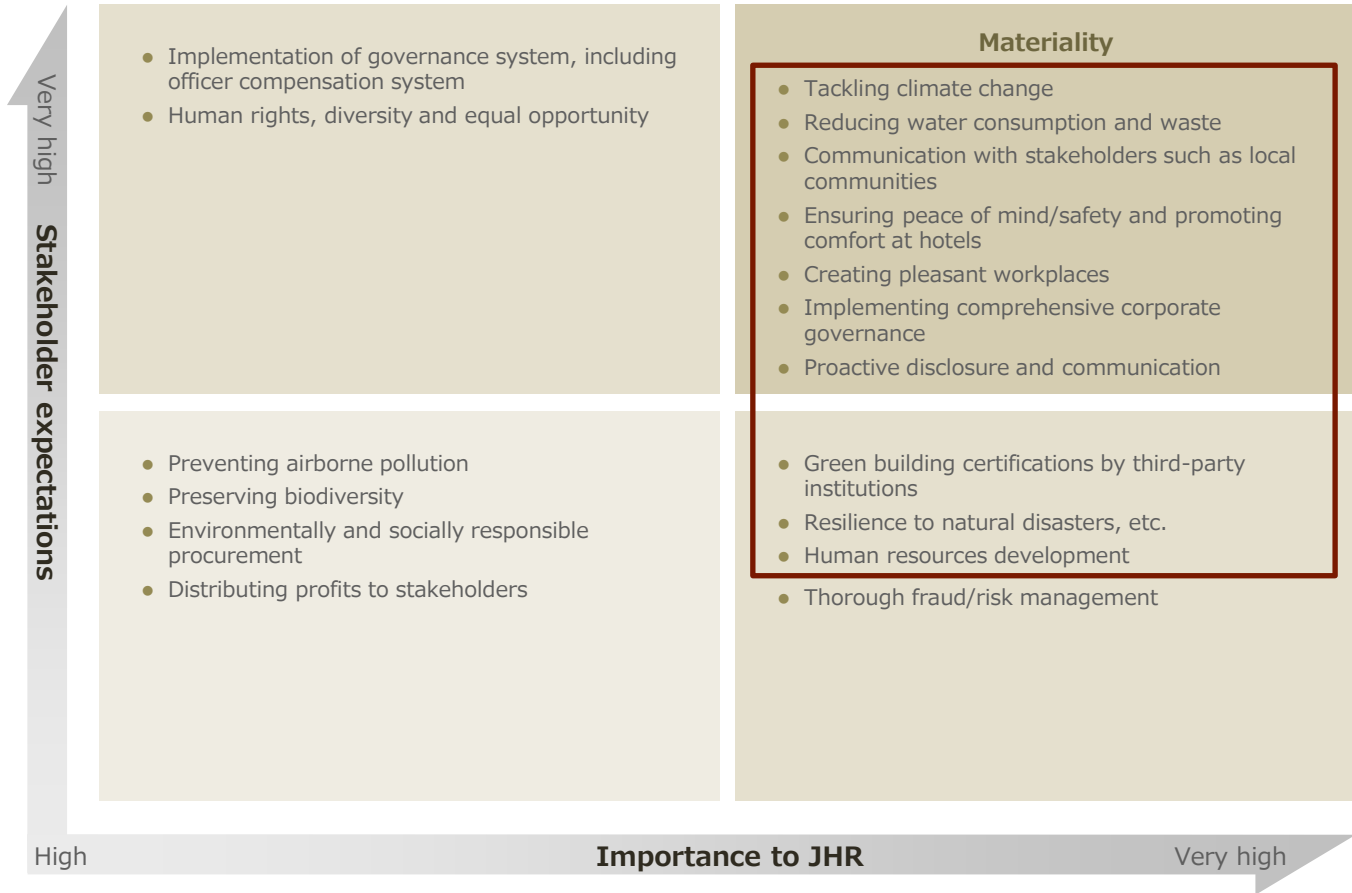 Very high
Stakeholder expectations
● Implementation of governance system, including
officer compensation system
● Human rights, diversity and equal opportunity
Materiality
● Tackling climate change
● Reducing water consumption and waste
● Communication with stakeholders such as local
communities
● Ensuring peace of mind/safety and promoting
comfort at hotels
● Creating pleasant workplaces
● Implementing comprehensive corporate
governance
● Proactive disclosure and communication
● Preventing airborne pollution
● Preserving biodiversity
● Environmentally and socially responsible
procurement
● Distributing profits to stakeholders
● Green building certifications by third-party
institutions
● Resilience to natural disasters, etc.
● Human resources development
● Thorough fraud/risk management
High
Importance to JHR
Very high